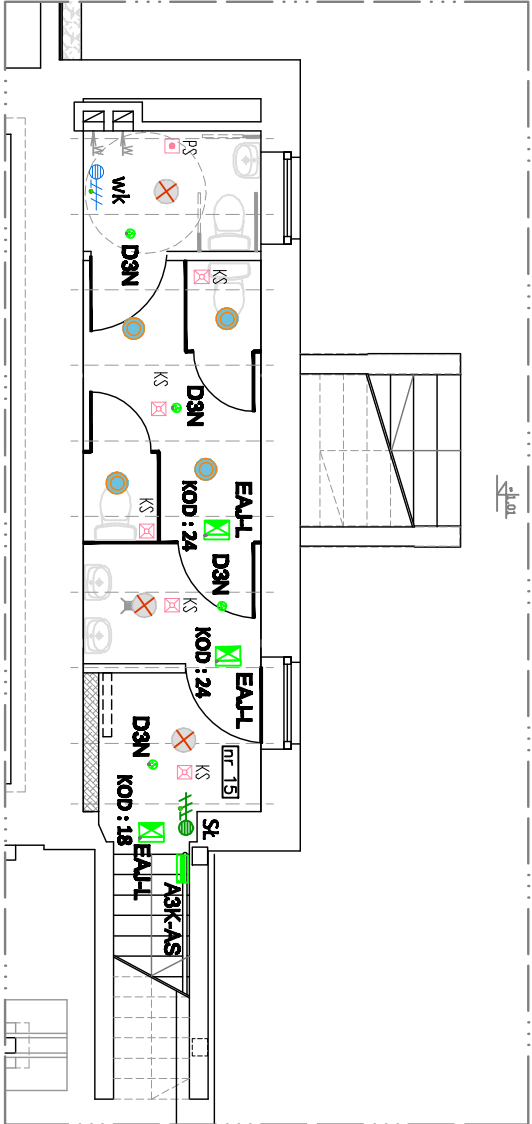 PS
W
W
wk
D3N
KS
KS
D3N
EAJ-L
KOD : 24
KS
D3N
KS
KOD : 24
EAJ-L
D3N
nr 15
KS
KOD : 18
SŁ
EAJ-L
A3K-AS